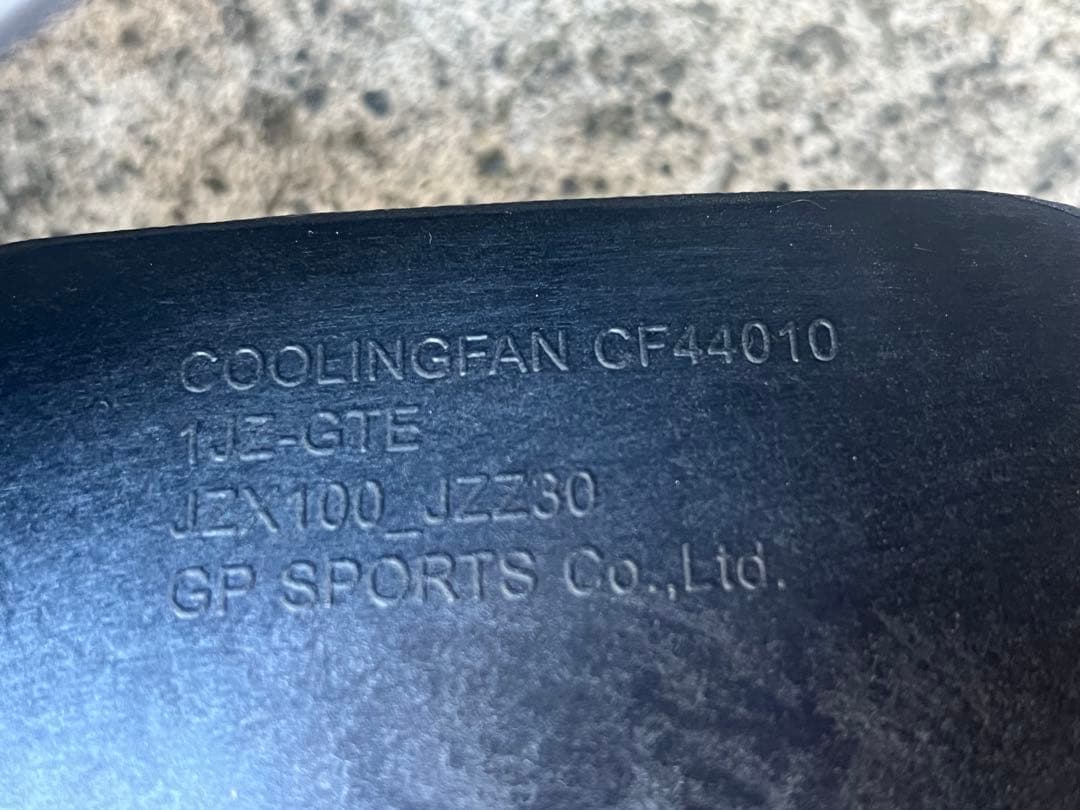 COOLINGFAN CF44010
1JZ-GTE
JZX100_JZZ30
GP SPORTS Co.,Ltd.